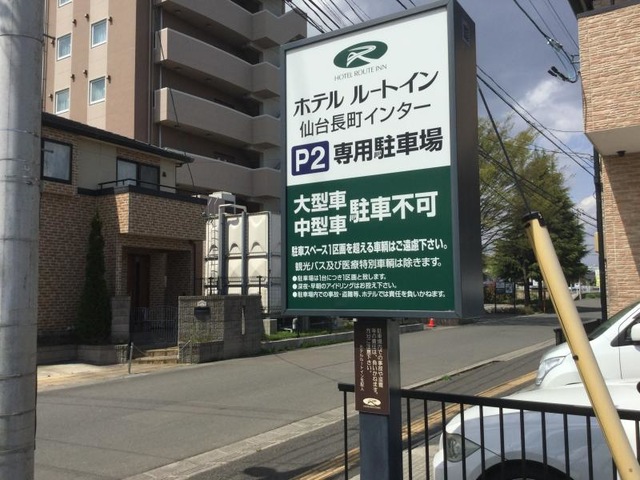 HOTEL ROUTE INN
ホテル ルートイン
仙台長町インター
P2 専用駐車場
大型車
中型車
駐車不可
駐車スペース1区画を超える車輌はご遠慮下さい。
観光バス及び医療特別車輌は除きます。
●駐車場は1台につき1区画と致します。
●深夜・早朝のアイドリングはお控え下さい。
●駐車場内での事故・盗難等、ホテルでは責任を負いかねます。